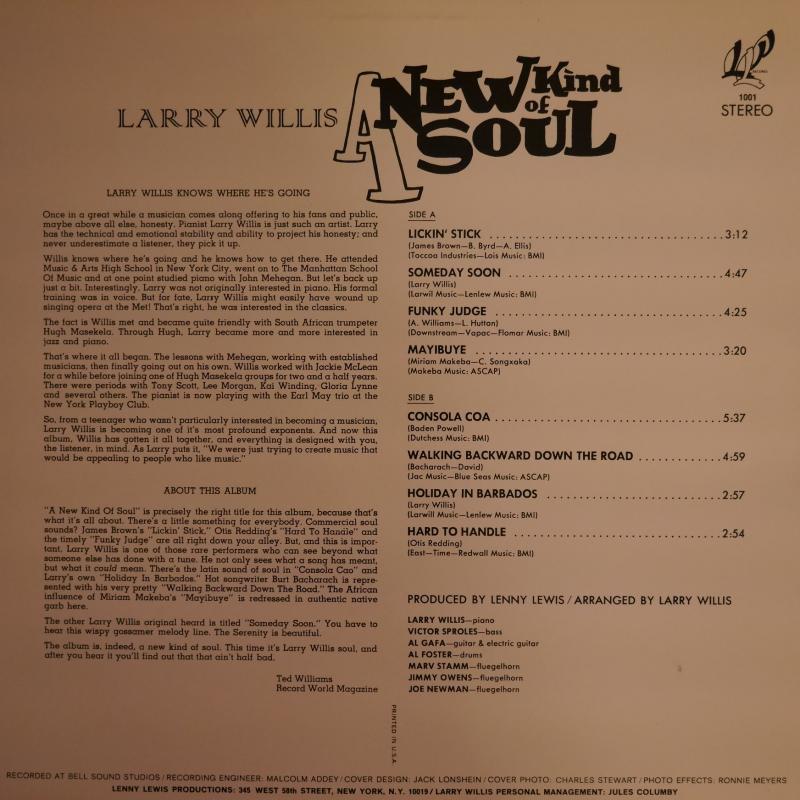 LARRY WILLIS
A NEW Kind
of
SOUL
1001
STEREO
LARRY WILLIS KNOWS WHERE HE'S GOING
Once in a great while a musician comes along offering to his fans and public,
maybe above all else, honesty. Pianist Larry Willis is just such an artist. Larry
has the technical and emotional stability and ability to project his honesty; and
never underestimate a listener, they pick it up.
Willis knows where he's going and he knows how to get there. He attended
Music & Arts High School in New York City, went on to The Manhattan School
Of Music and at one point studied piano with John Mehegan. But let's back up
just a bit. Interestingly, Larry was not originally interested in piano. His formal
training was in voice. But for fate, Larry Willis might easily have wound up
singing opera at the Met! That's right, he was interested in the classics.
The fact is Willis met and became quite friendly with South African trumpeter
Hugh Masekela. Through Hugh, Larry became more and more interested in
jazz and piano.
That's where it all began. The lessons with Mehegan, working with established
musicians, then finally going out on his own. Willis worked with Jackie McLean
for a while before joining one of Hugh Masekela groups for two and a half years.
There were periods with Tony Scott, Lee Morgan, Kai Winding, Gloria Lynne
and several others. The pianist is now playing with the Earl May trio at the
New York Playboy Club.
So, from a teenager who wasn't particularly interested in becoming a musician,
Larry Willis is becoming one of it's most profound exponents. And now this
album, Willis has gotten it all together, and everything is designed with you,
the listener, in mind. As Larry puts it, "We were just trying to create music that
would be appealing to people who like music."
ABOUT THIS ALBUM
"A New Kind Of Soul" is precisely the right title for this album, because that's
what it's all about. There's a little something for everybody. Commercial soul
sounds? James Brown's "Lickin' Stick," Otis Redding's "Hard To Handle" and
the timely "Funky Judge" are all right down your alley. But, and this is impor-
tant, Larry Willis is one of those rare performers who can see beyond what
someone else has done with a tune. He not only sees what a song has meant,
but what it could mean. There's the latin sound of soul in "Consola Cao" and
Larry's own "Holiday In Barbados." Hot songwriter Burt Bacharach is repre-
sented with his very pretty "Walking Backward Down The Road." The African
influence of Miriam Makeba's "Mayibuye" is redressed in authentic native
garb here.
The other Larry Willis original heard is titled "Someday Soon." You have to
hear this wispy gossamer melody line. The Serenity is beautiful.
The album is, indeed, a new kind of soul. This time it's Larry Willis soul, and
after you hear it you'll find out that that ain't half bad.
Ted Williams
Record World Magazine
SIDE A
LICKIN' STICK ........................ 3:12
(James Brown—B. Byrd—A. Ellis)
(Toccoa Industries—Lois Music: BMI)
SOMEDAY SOON ........................ 4:47
(Larry Willis)
(Larwil Music—Lenlew Music: BMI)
FUNKY JUDGE ........................ 4:25
(A. Williams—L. Hutton)
(Downstream—Vapac—Flomar Music: BMI)
MAYIBUYE ........................ 3:20
(Miriam Makeba—C. Songxaka)
(Makeba Music: ASCAP)
SIDE B
CONSOLA COA ........................ 5:37
(Baden Powell)
(Dutchess Music: BMI)
WALKING BACKWARD DOWN THE ROAD ............ 4:59
(Bacharach—David)
(Jac Music—Blue Seas Music: ASCAP)
HOLIDAY IN BARBADOS ........................ 2:57
(Larry Willis)
(Larwill Music—Lenlew Music: BMI)
HARD TO HANDLE ........................ 2:54
(Otis Redding)
(East—Time—Redwall Music: BMI)
PRODUCED BY LENNY LEWIS / ARRANGED BY LARRY WILLIS
LARRY WILLIS—piano
VICTOR SPROLES—bass
AL GAFA—guitar & electric guitar
AL FOSTER—drums
MARV STAMM—fluegelhorn
JIMMY OWENS—fluegelhorn
JOE NEWMAN—fluegelhorn
PRINTED IN U.S.A.
RECORDED AT BELL SOUND STUDIOS / RECORDING ENGINEER: MALCOLM ADDEY / COVER DESIGN: JACK LONSHEIN / COVER PHOTO: CHARLES STEWART / PHOTO EFFECTS: RONNIE MEYERS
LENNY LEWIS PRODUCTIONS: 345 WEST 58th STREET, NEW YORK, N.Y. 10019 / LARRY WILLIS PERSONAL MANAGEMENT: JULES COLUMBY